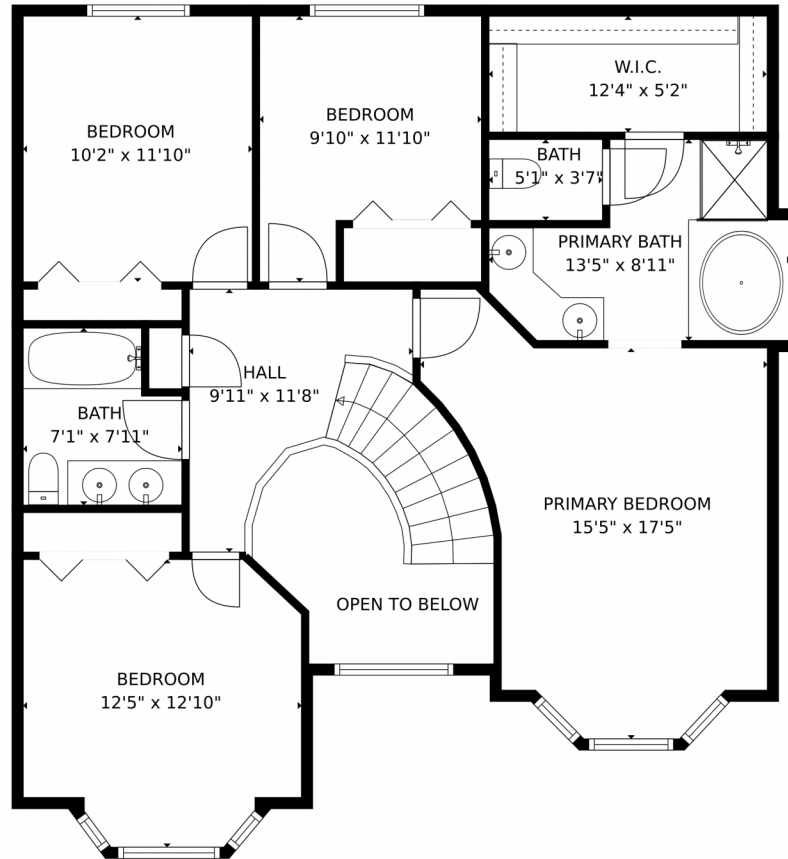 BEDROOM
10'2" x 11'10"
BEDROOM
9'10" x 11'10"
W.I.C.
12'4" x 5'2"
BATH
5'1" x 3'7"
PRIMARY BATH
13'5" x 8'11"
HALL
9'11" x 11'8"
BATH
7'1" x 7'11"
PRIMARY BEDROOM
15'5" x 17'5"
OPEN TO BELOW
BEDROOM
12'5" x 12'10"